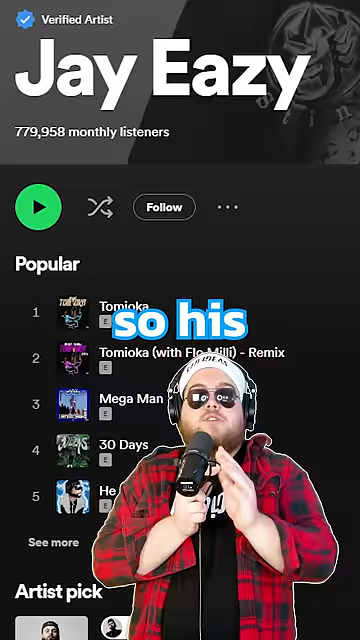 Verified Artist
Jay Eazy
779,958 monthly listeners
Follow
Popular
1
Tomioka
E
so his
2
Tomioka (with Flo Milli) - Remix
E
3
Mega Man
E
4
30 Days
E
5
He
E
See more
Artist pick